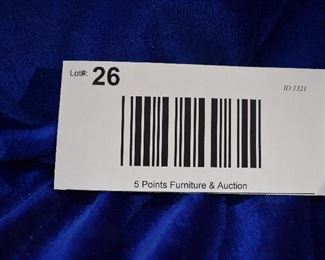 Lot#: 26
ID:1321
5 Points Furniture & Auction